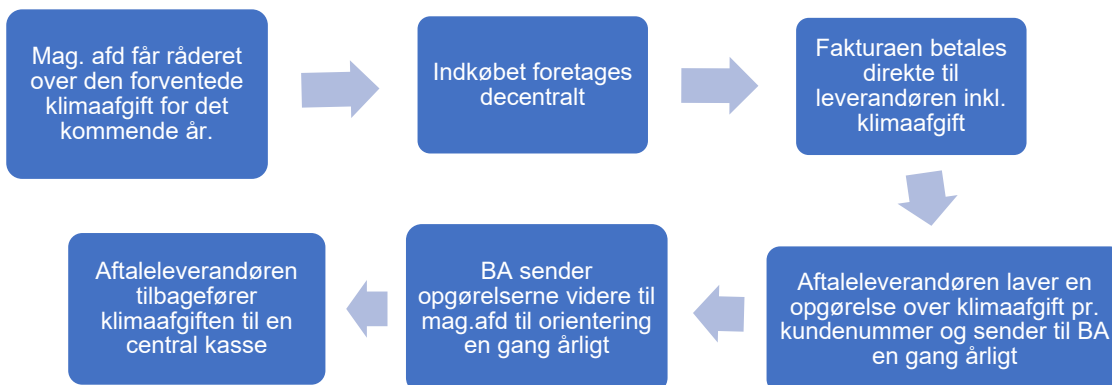 Mag. afd får råderet
over den forventede
klimaafgift for det
kommende år.
Indkøbet foretages
decentralt
Fakturaen betales
direkte til
leverandøren inkl.
klimaafgift
Aftaleleverandøren laver en
opgørelse over klimaafgift pr.
kundenummer og sender til BA
en gang årligt
BA sender
opgørelserne videre til
mag.afd til orientering
en gang årligt
Aftaleleverandøren
tilbagefører
klimaafgiften til en
central kasse